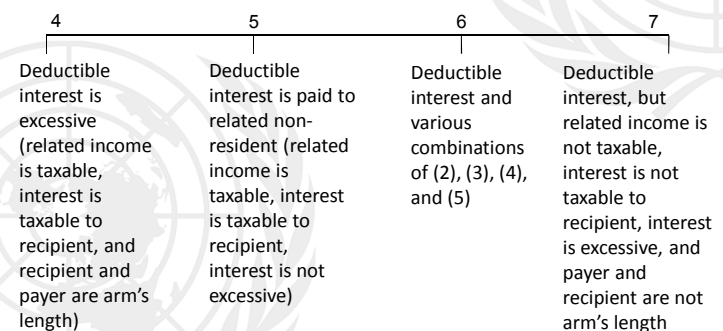 4 5 6 7
Deductible
interest is
excessive
(related income
is taxable,
interest is
taxable to
recipient, and
recipient and
payer are arm's
length)
Deductible
interest is paid to
related non-
resident (related
income is
taxable, interest
is taxable to
recipient,
interest is not
excessive)
Deductible
interest and
various
combinations
of (2), (3), (4),
and (5)
Deductible
interest, but
related income is
not taxable,
interest is not
taxable to
recipient, interest
is excessive, and
payer and
recipient are not
arm's length